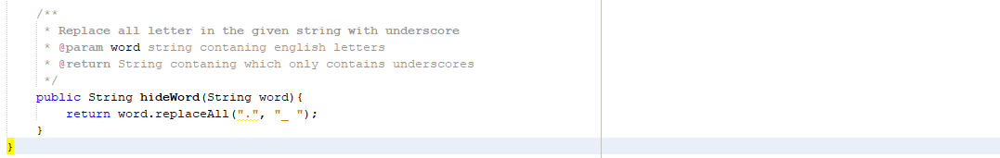 /**
 * Replace all letter in the given string with underscore
 * @param word string contaning english letters
 * @return String contaning which only contains underscores
 */
public String hideWord(String word){
    return word.replaceAll(".", "_ ");
}
}